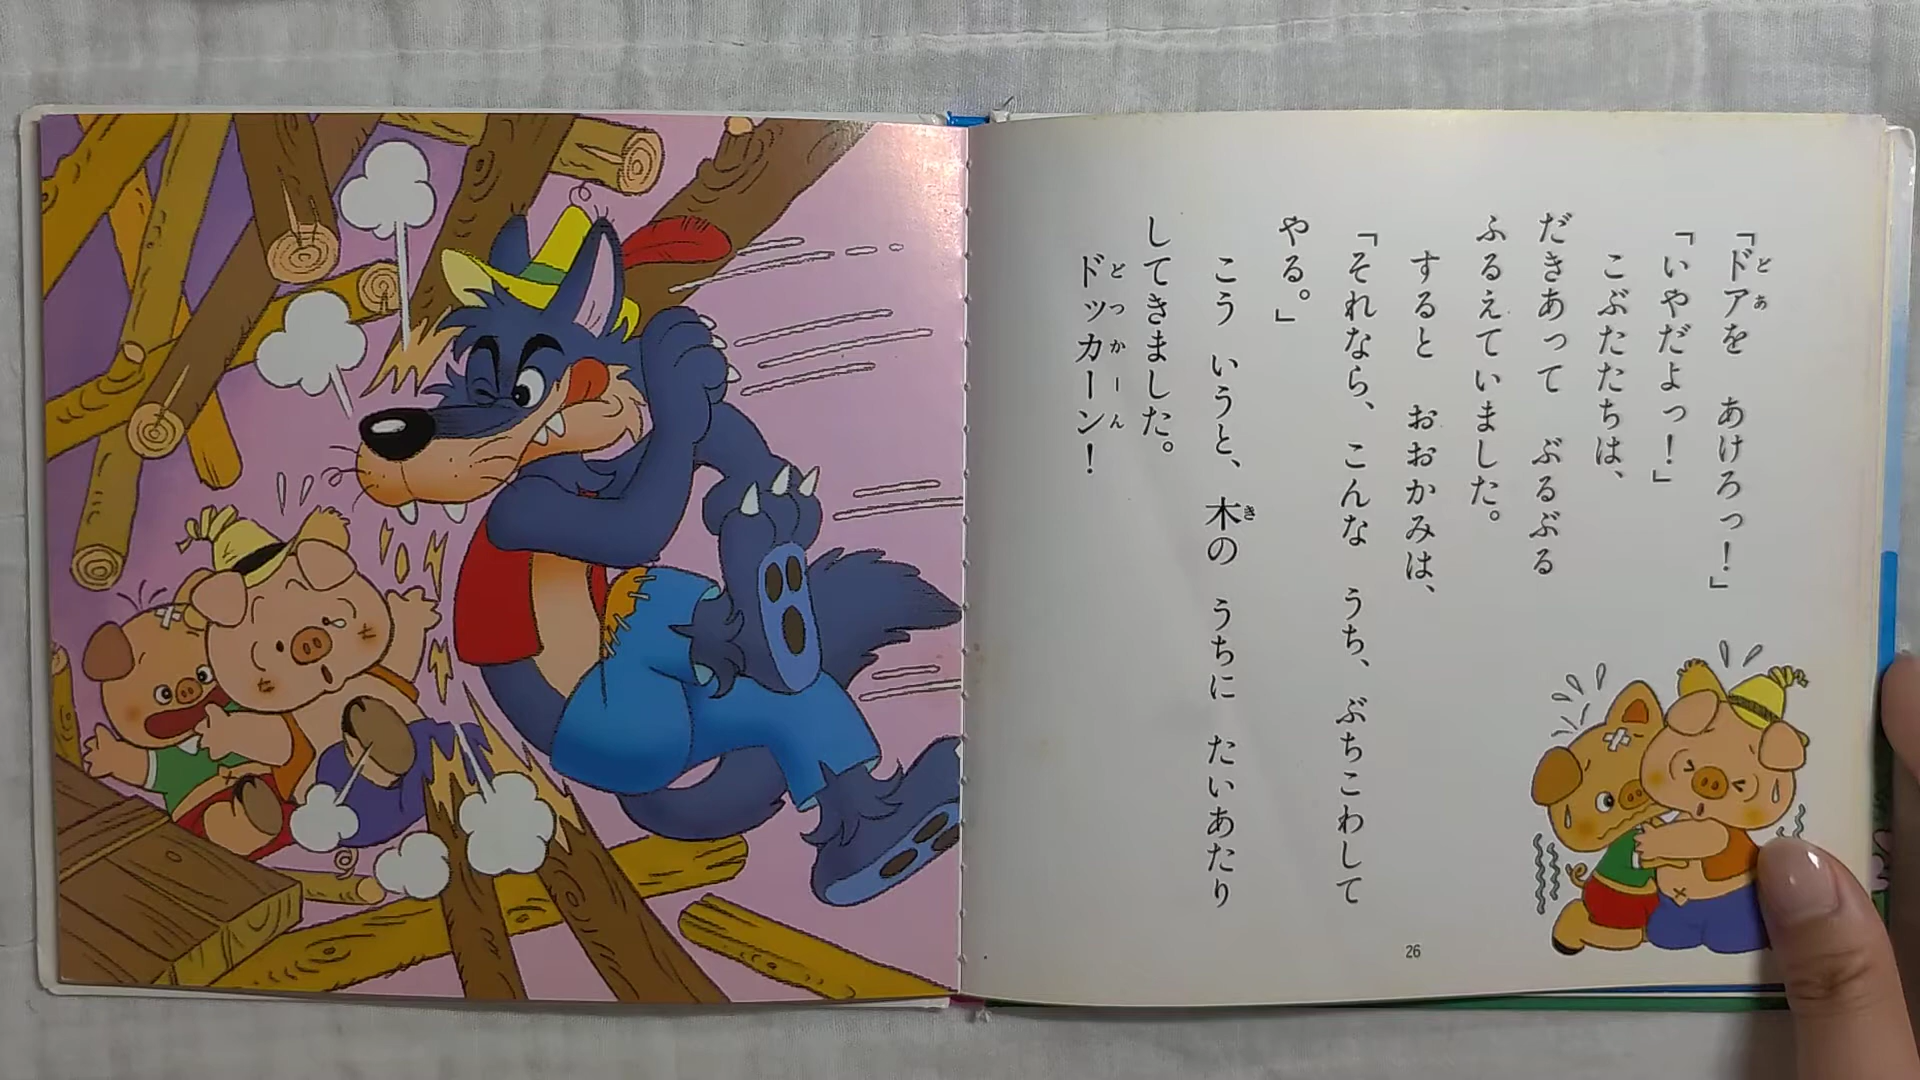 「ドアを　あけろっ！」
「いやだよっ！」
こぶたたちは、
だきあって　ぶるぶる
ふるえていました。
すると　おおかみは、
「それなら、こんな　うち、ぶちこわして
やる。」
こう　いうと、木の　うちに　たいあたり
してきました。
ドッカーン！
26